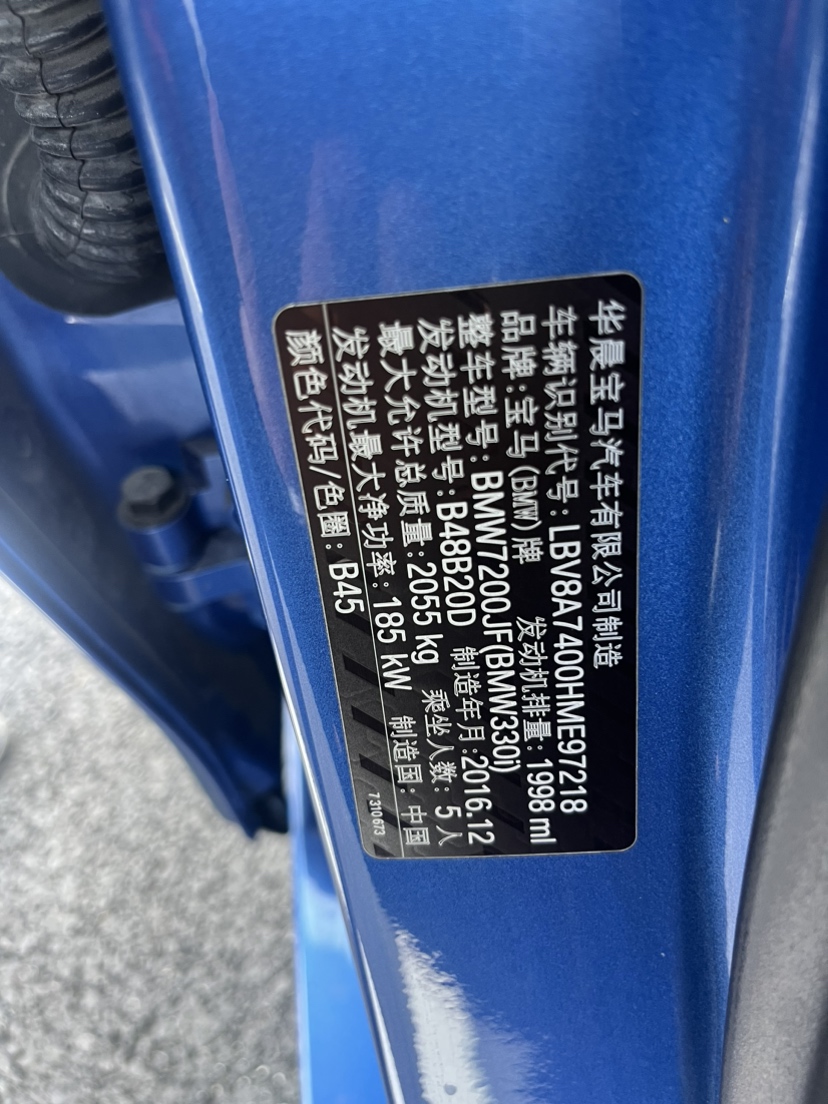 华晨宝马汽车有限公司制造
车辆识别代号: LBV8A7400HME97218
品牌: 宝马(BMW)牌 发动机排量: 1998 ml
整车型号: BMW7200JF(BMW330i)
发动机型号: B48B20D 制造年月: 2016.12
最大允许总质量: 2055 kg 乘坐人数: 5 人
发动机最大净功率: 185 kW 制造国: 中国
颜色代码/色圈: B45 7 310 673